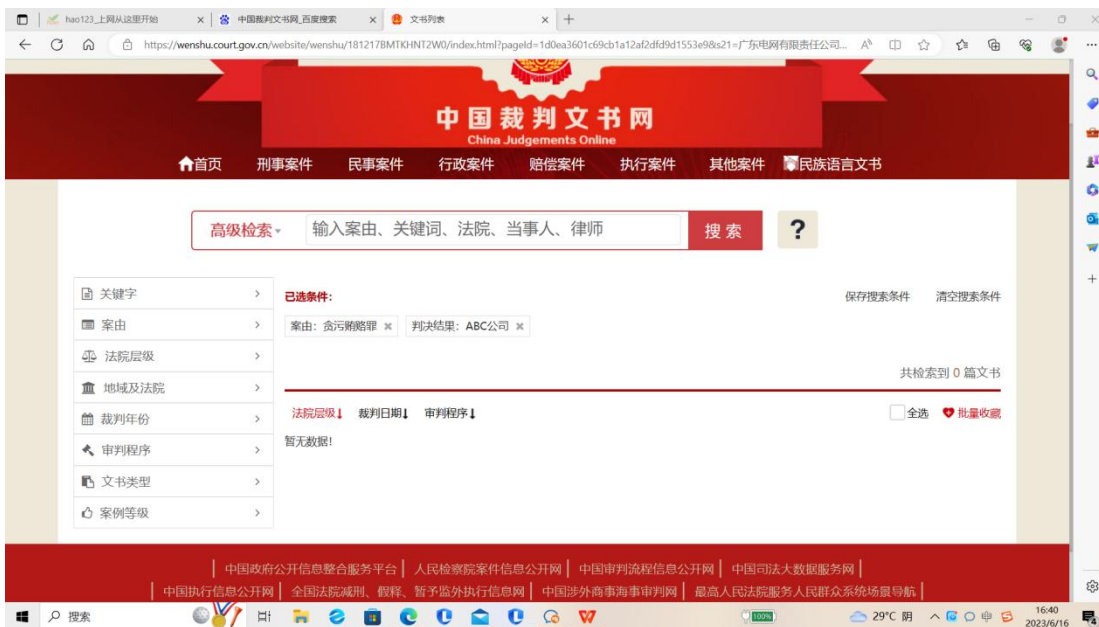 hao123_上网从这里开始
中国裁判文书网_百度搜索
文书列表
https://wenshu.court.gov.cn/website/wenshu/181217BMTKHNT2W0/index.html?pageId=1d0ea3601c69cb1a12af2dfd9d1553e9&s21=广东电网有限责任公司...
中国裁判文书网
China Judgements Online
首页 刑事案件 民事案件 行政案件 赔偿案件 执行案件 其他案件 民族语言文书
高级检索 输入案由、关键词、法院、当事人、律师 搜索 ?
关键字
案由
法院层级
地域及法院
裁判年份
审判程序
文书类型
案例等级
已选条件:
保存搜索条件 清空搜索条件
案由: 贪污贿赂罪 × 判决结果: ABC公司 ×
共检索到 0 篇文书
法院层级↓ 裁判日期↓ 审判程序↓
全选 批量收藏
暂无数据!
中国政府公开信息整合服务平台 | 人民检察院案件信息公开网 | 中国审判流程信息公开网 | 中国司法大数据服务网 |
中国执行信息公开网 | 全国法院减刑、假释、暂予监外执行信息网 | 中国涉外商事海事审判网 | 最高人民法院服务人民群众系统场景导航 |
搜索
100%
29°C 阴
中
16:40
2023/6/16